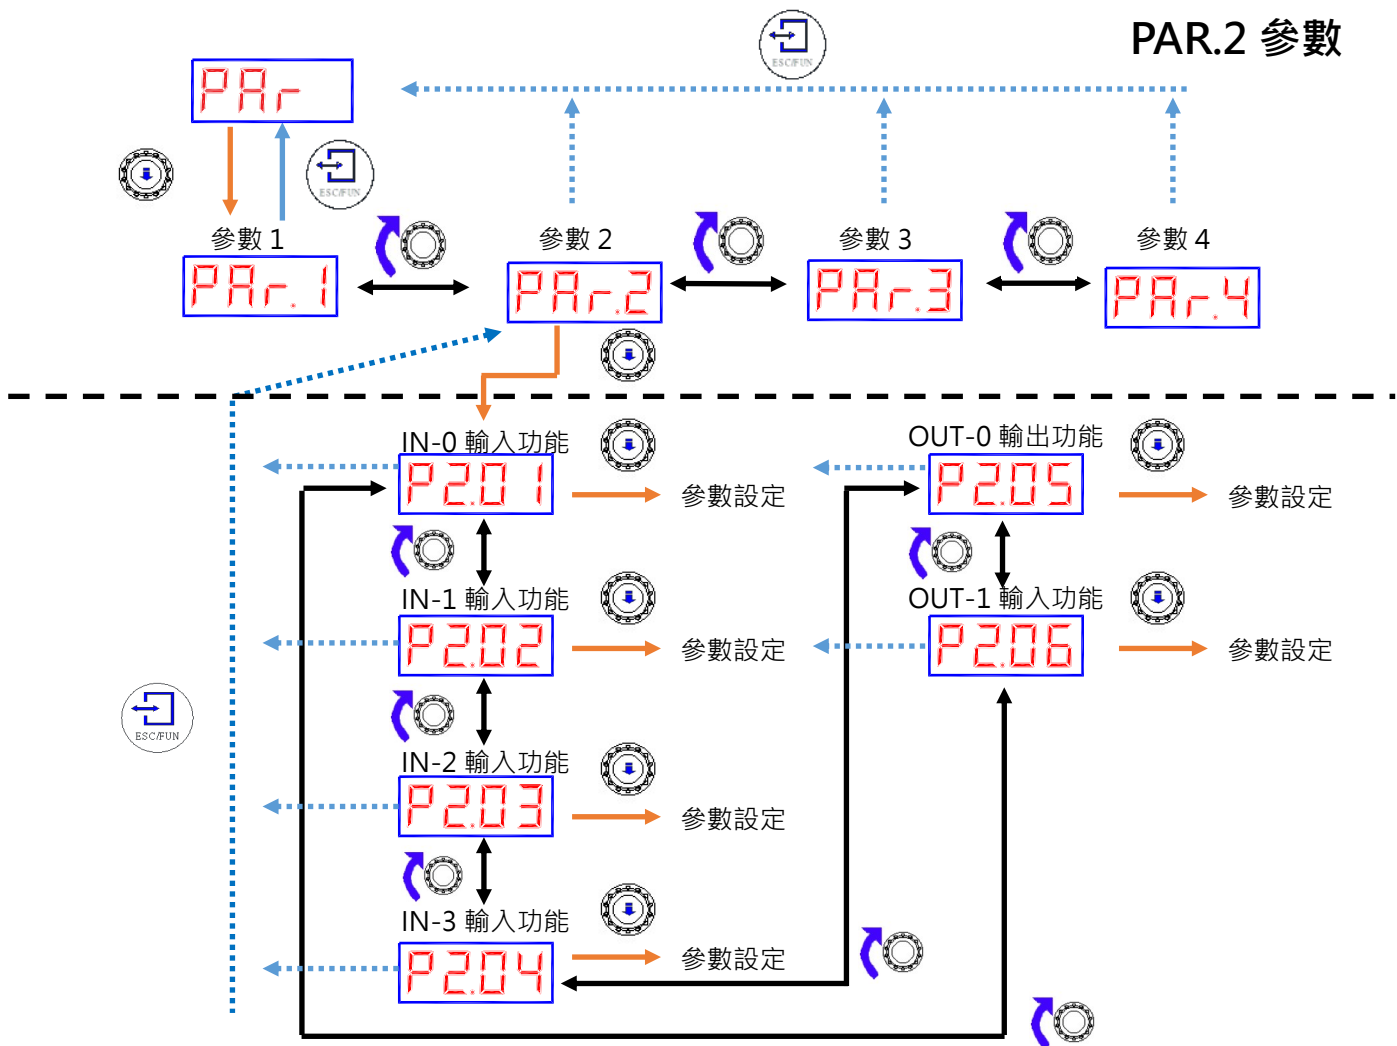 PAR.2 參數
ESC/FUN
PAr
ESC/FUN
參數 1
參數 2
參數 3
參數 4
PAr.1
PAr.2
PAr.3
PAr.4
IN-0 輸入功能
P2.01
參數設定
OUT-0 輸出功能
P2.05
參數設定
IN-1 輸入功能
P2.02
參數設定
OUT-1 輸入功能
P2.06
參數設定
ESC/FUN
IN-2 輸入功能
P2.03
參數設定
IN-3 輸入功能
P2.04
參數設定